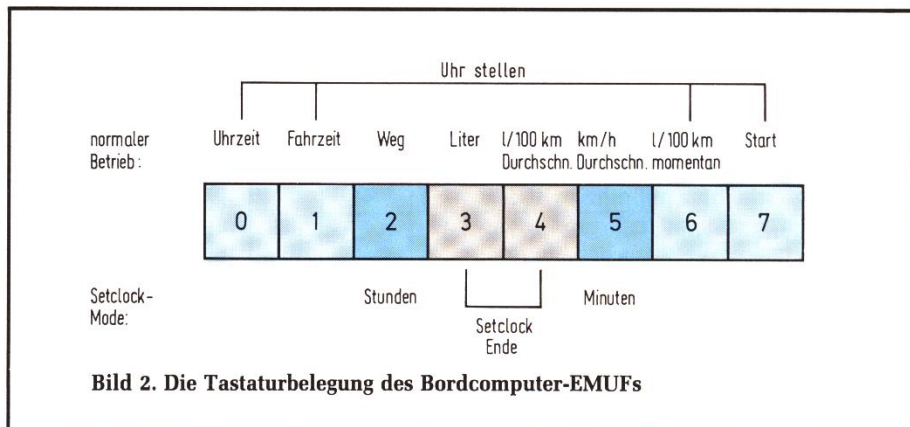 Uhr stellen
normaler Uhrzeit Fahrzeit Weg Liter l/100 km km/h l/100 km Start
Betrieb: Durchschn. Durchschn. momentan
0 1 2 3 4 5 6 7
Setclock- Stunden Minuten
Mode: Setclock
Ende
Bild 2. Die Tastaturbelegung des Bordcomputer-EMUFs